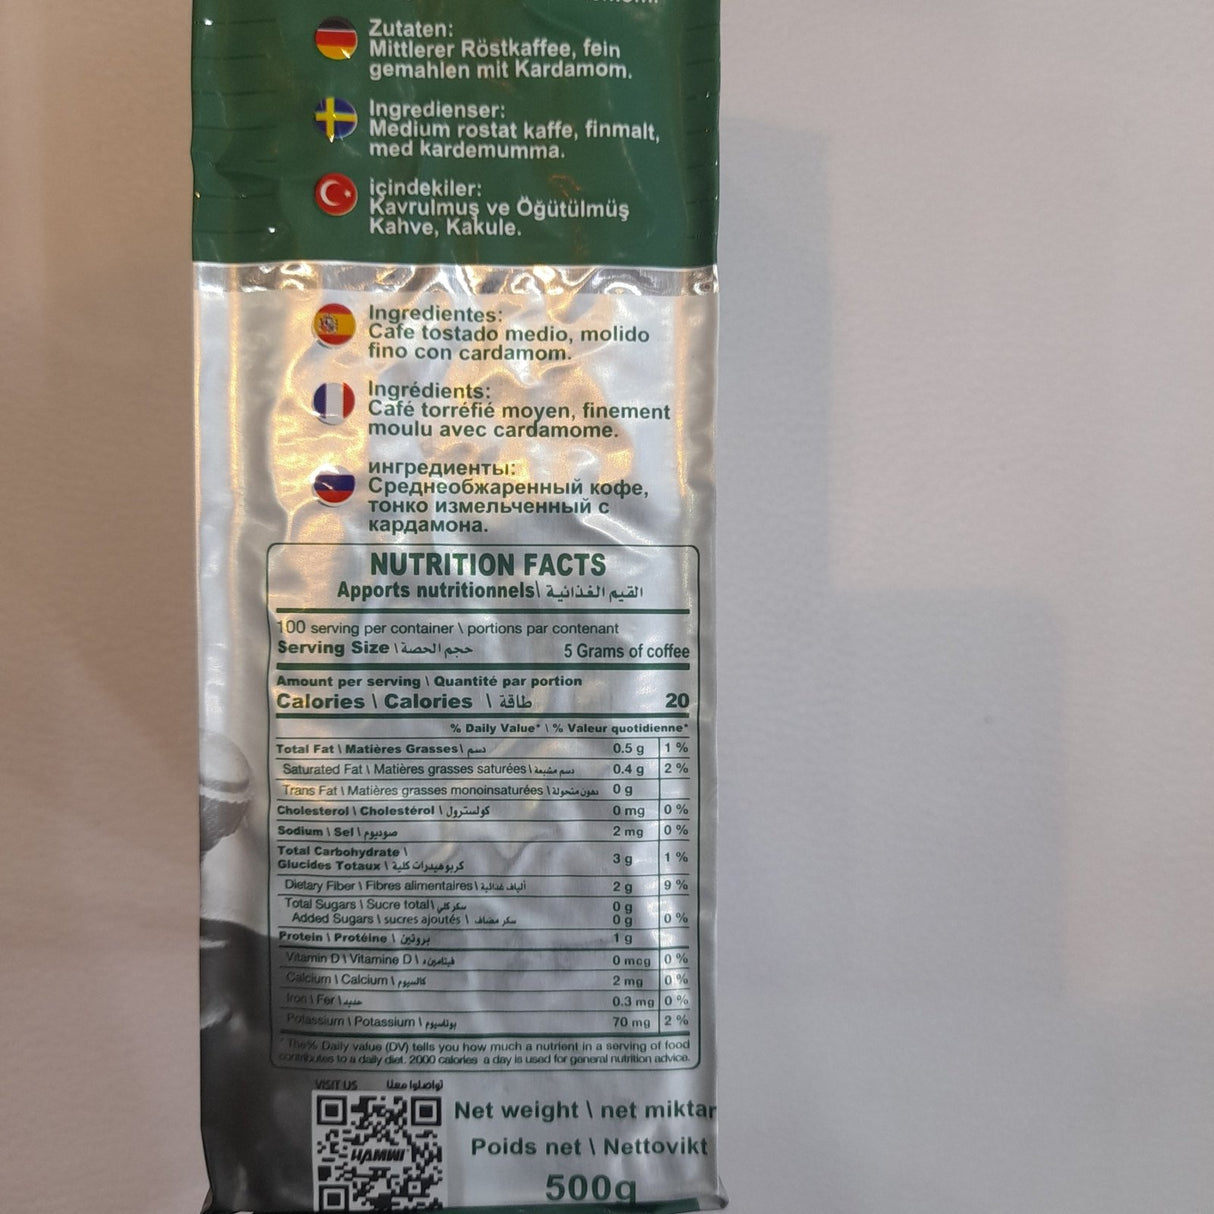 Zutaten:
Mittlerer Röstkaffee, fein
gemahlen mit Kardamom.
Ingredienser:
Medium rostat kaffe, finmalt,
med kardemumma.
içindekiler:
Kavrulmuş ve Öğütülmüş
Kahve, Kakule.
Ingredientes:
Cafe tostado medio, molido
fino con cardamom.
Ingrédients:
Café torréfié moyen, finement
moulu avec cardamome.
ингредиенты:
Среднеобжаренный кофе,
тонко измельченный с
кардамона.
NUTRITION FACTS
Apports nutritionnels\ القيم الغذائية
100 serving per container \ portions par contenant
Serving Size \ حجم الحصة 5 Grams of coffee
Amount per serving \ Quantité par portion
Calories \ Calories \ طاقة 20
% Daily Value* \ % Valeur quotidienne*
Total Fat \ Matières Grasses\ دسم 0.5 g 1 %
Saturated Fat \ Matières grasses saturées \ دسم مشبعة 0.4 g 2 %
Trans Fat \ Matières grasses monoinsaturées \ دهون متحولة 0 g
Cholesterol \ Cholestérol \ كولسترول 0 mg 0 %
Sodium \ Sel \ صوديوم 2 mg 0 %
Total Carbohydrate \
Glucides Totaux \ كربوهيدرات كلية 3 g 1 %
Dietary Fiber \ Fibres alimentaires \ ألياف غذائية 2 g 9 %
Total Sugars \ Sucre total\ سكر كلي 0 g
Added Sugars \ sucres ajoutés \ سكر مضاف 0 g 0 %
Protein \ Protéine \ بروتين 1 g
Vitamin D \ Vitamine D \ فيتامين د 0 mcg 0 %
Calcium \ Calcium \ كالسيوم 2 mg 0 %
Iron \ Fer \ حديد 0.3 mg 0 %
Potassium \ Potassium \ بوتاسيوم 70 mg 2 %
* The% Daily value (DV) tells you how much a nutrient in a serving of food
contributes to a daily diet. 2000 calories a day is used for general nutrition advice.
VISIT US تواصلوا معنا
HAMWI
Net weight \ net miktar
Poids net \ Nettovikt
500g